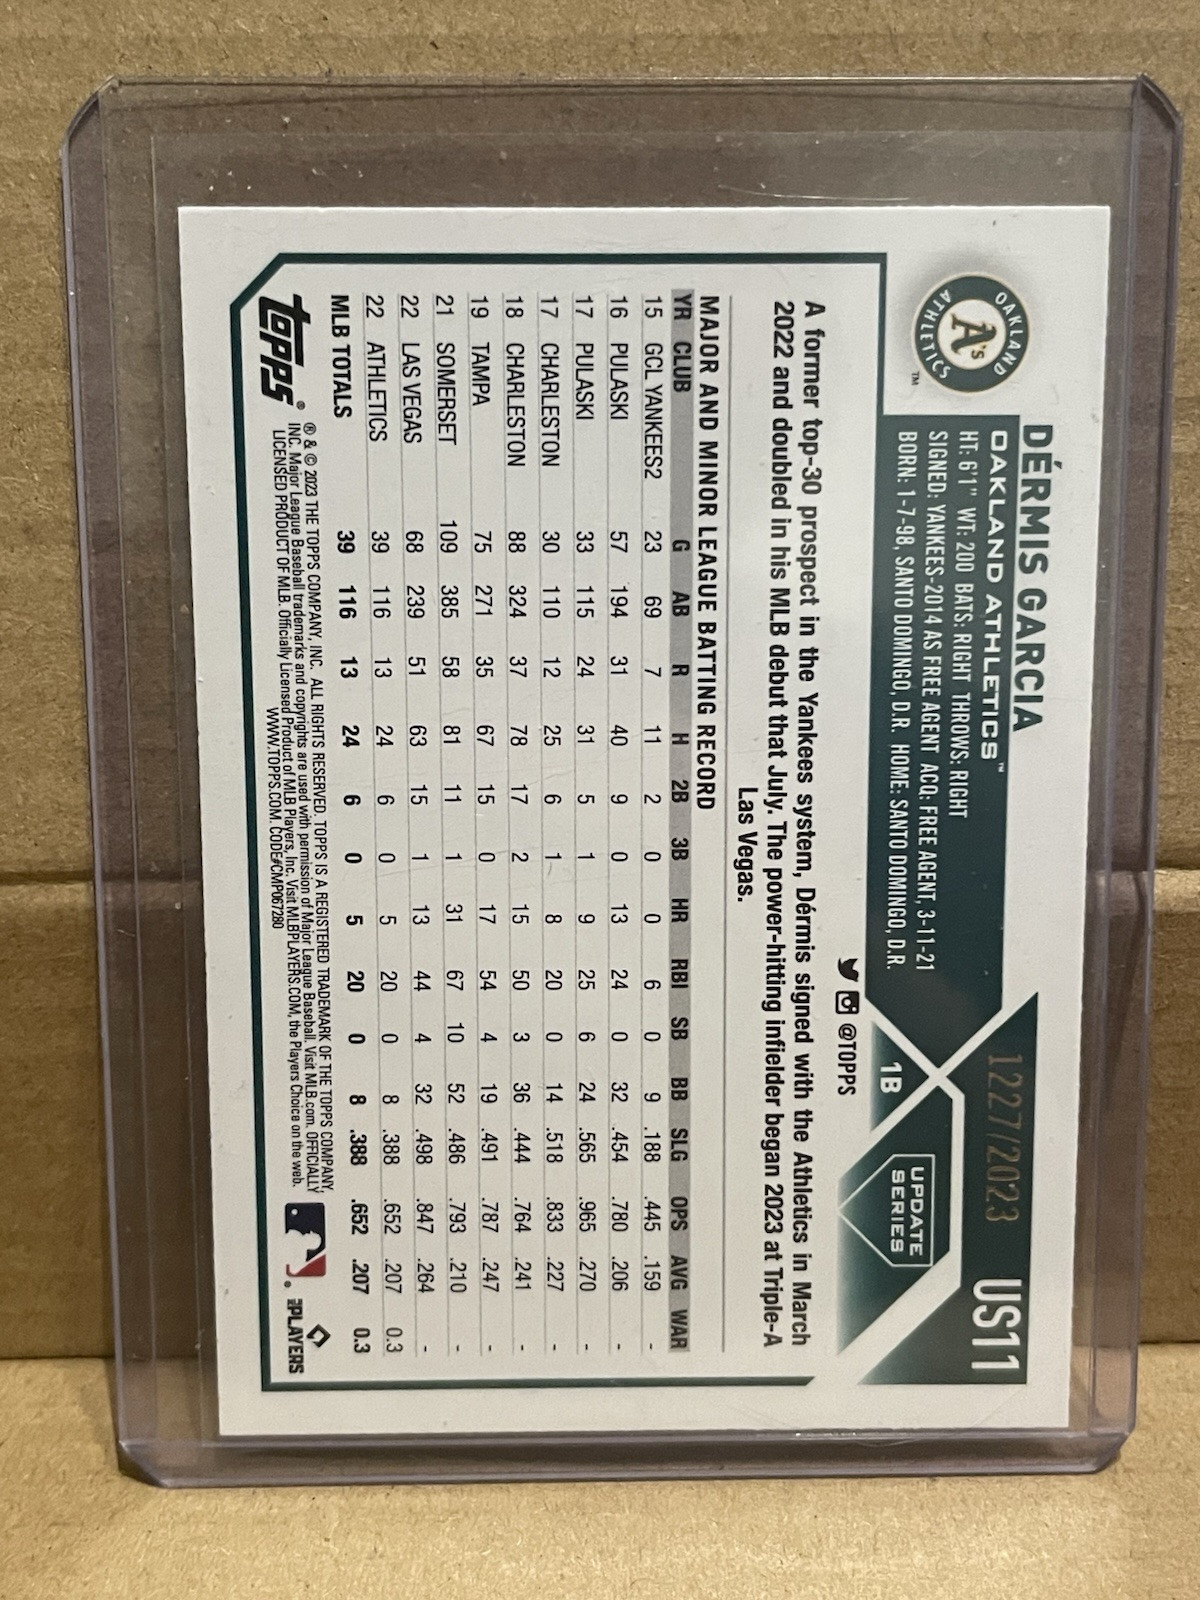 OAKLAND ATHLETICS
A's
TM
DÉRMIS GARCIA
1227/2023
US11
OAKLAND ATHLETICS™
HT: 6'1" WT: 200 BATS: RIGHT THROWS: RIGHT
SIGNED: YANKEES-2014 AS FREE AGENT ACQ: FREE AGENT, 3-11-21
BORN: 1-7-98, SANTO DOMINGO, D.R. HOME: SANTO DOMINGO, D.R.
1B
UPDATE
SERIES
@TOPPS
A former top-30 prospect in the Yankees system, Dérmis signed with the Athletics in March
2022 and doubled in his MLB debut that July. The power-hitting infielder began 2023 at Triple-A
Las Vegas.
MAJOR AND MINOR LEAGUE BATTING RECORD
YR CLUB G AB R H 2B 3B HR RBI SB BB SLG OPS AVG WAR
15 GCL YANKEES2 23 69 7 11 2 0 0 6 0 9 .188 .445 .159 -
16 PULASKI 57 194 31 40 9 0 13 24 0 32 .454 .780 .206 -
17 PULASKI 33 115 24 31 5 1 9 25 6 24 .565 .965 .270 -
17 CHARLESTON 30 110 12 25 6 1 8 20 0 14 .518 .833 .227 -
18 CHARLESTON 88 324 37 78 17 2 15 50 3 36 .444 .764 .241 -
19 TAMPA 75 271 35 67 15 0 17 54 4 19 .491 .787 .247 -
21 SOMERSET 109 385 58 81 11 1 31 67 10 52 .486 .793 .210 -
22 LAS VEGAS 68 239 51 63 15 1 13 44 4 32 .498 .847 .264 -
22 ATHLETICS 39 116 13 24 6 0 5 20 0 8 .388 .652 .207 0.3
MLB TOTALS 39 116 13 24 6 0 5 20 0 8 .388 .652 .207 0.3
topps®
® & © 2023 THE TOPPS COMPANY, INC. ALL RIGHTS RESERVED. TOPPS IS A REGISTERED TRADEMARK OF THE TOPPS COMPANY,
INC. Major League Baseball trademarks and copyrights are used with permission of Major League Baseball. Visit MLB.com. OFFICIALLY
LICENSED PRODUCT OF MLB. Officially Licensed Product of MLB Players, Inc. Visit MLBPLAYERS.COM, the Players Choice on the web.
WWW.TOPPS.COM. CODE#CMP067280
MLB PLAYERS